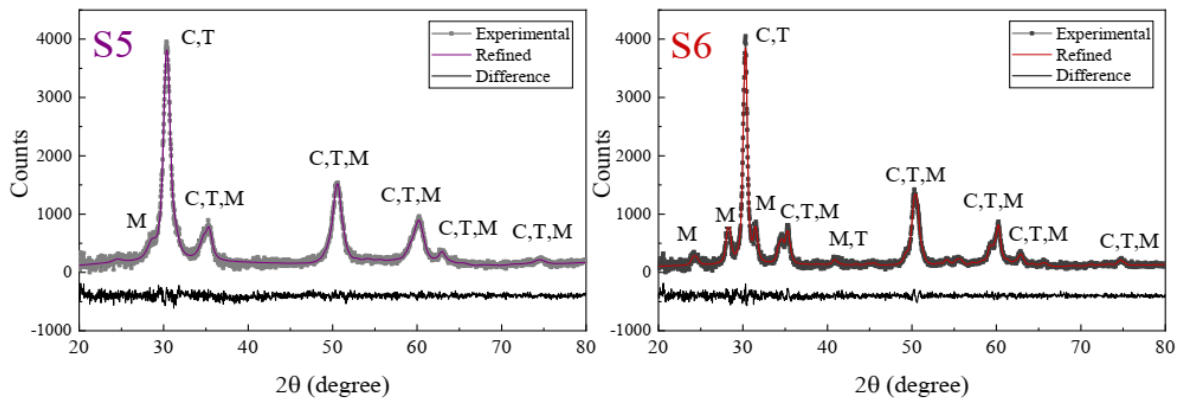 S5
C,T
Experimental
Refined
Difference
M
C,T,M
C,T,M
C,T,M
C,T,M
C,T,M
Counts
4000
3000
2000
1000
0
-1000
20
30
40
50
60
70
80
2θ (degree)
S6
C,T
Experimental
Refined
Difference
M
M
M
C,T,M
M,T
C,T,M
C,T,M
C,T,M
C,T,M
Counts
4000
3000
2000
1000
0
-1000
20
30
40
50
60
70
80
2θ (degree)